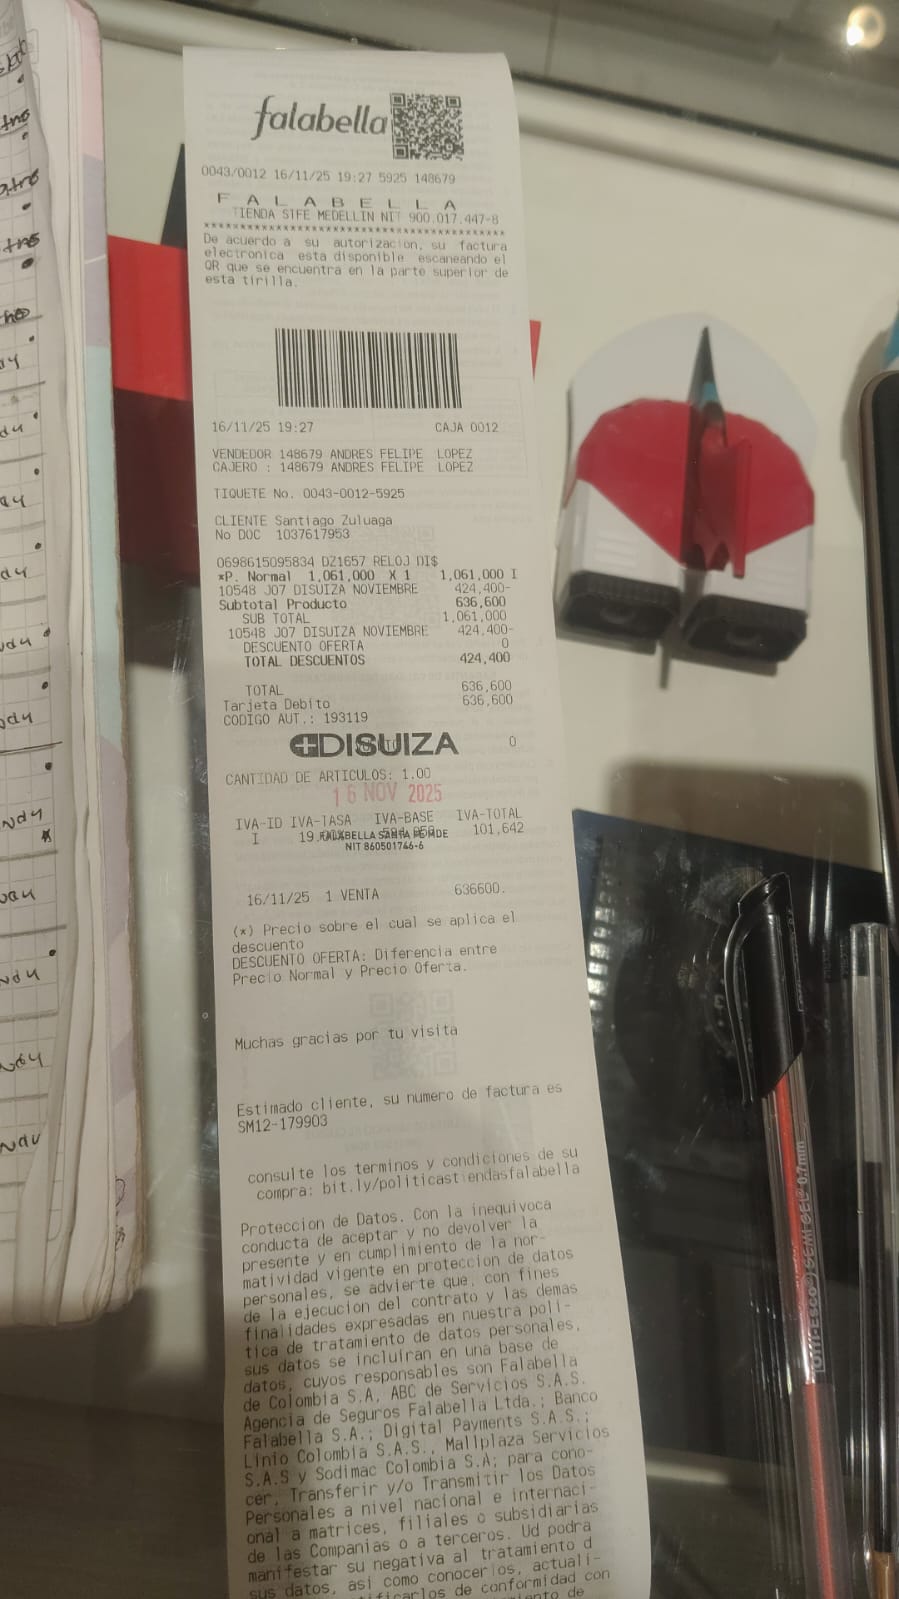 falabella
0043/0012 16/11/25 19:27 5925 148679
F A L A B E L L A
TIENDA STFE MEDELLIN NIT 900.017.447-8
******************************************
De acuerdo a su autorizacion, su factura
electronica esta disponible escaneando el
QR que se encuentra en la parte superior de
esta tirilla.
16/11/25 19:27 CAJA 0012
VENDEDOR 148679 ANDRES FELIPE LOPEZ
CAJERO : 148679 ANDRES FELIPE LOPEZ
TIQUETE No. 0043-0012-5925
CLIENTE Santiago Zuluaga
No DOC 1037617953
0698615095834 DZ1657 RELOJ DI$
*P. Normal 1,061,000 X 1 1,061,000 I
10548 J07 DISUIZA NOVIEMBRE 424,400-
Subtotal Producto 636,600
SUB TOTAL 1,061,000
10548 J07 DISUIZA NOVIEMBRE 424,400-
DESCUENTO OFERTA 0
TOTAL DESCUENTOS 424,400
TOTAL 636,600
Tarjeta Debito 636,600
CODIGO AUT.: 193119
DISUIZA 0
CANTIDAD DE ARTICULOS: 1.00
16 NOV 2025
IVA-ID IVA-TASA IVA-BASE IVA-TOTAL
I 101,642
NIT 860501746-6
16/11/25 1 VENTA 636600.
(*) Precio sobre el cual se aplica el
descuento
DESCUENTO OFERTA: Diferencia entre
Precio Normal y Precio Oferta.
Muchas gracias por tu visita
Estimado cliente, su numero de factura es
SM12-179903
consulte los terminos y condiciones de su
compra: bit.ly/politicastiendasfalabella
Proteccion de Datos. Con la inequivoca
conducta de aceptar y no devolver la
presente y en cumplimiento de la nor-
matividad vigente en proteccion de datos
personales, se advierte que, con fines
de la ejecucion del contrato y las demas
finalidades expresadas en nuestra poli-
tica de tratamiento de datos personales,
sus datos se incluiran en una base de
datos, cuyos responsables son Falabella
de Colombia S.A, ABC de Servicios S.A.S.
Agencia de Seguros Falabella Ltda.; Banco
Falabella S.A.; Digital Payments S.A.S.;
Linio Colombia S.A.S., Mallplaza Servicios
S.A.S y Sodimac Colombia S.A; para cono-
cer, Transferir y/o Transmitir los Datos
Personales a nivel nacional e internaci-
onal a matrices, filiales o subsidiarias
de las Companias o a terceros. Ud podra
manifestar su negativa al tratamiento d
sus datos, asi como conocerlos, actuali-
de conformidad con
OFFI-ESCO SEMI GEL 0.7mm